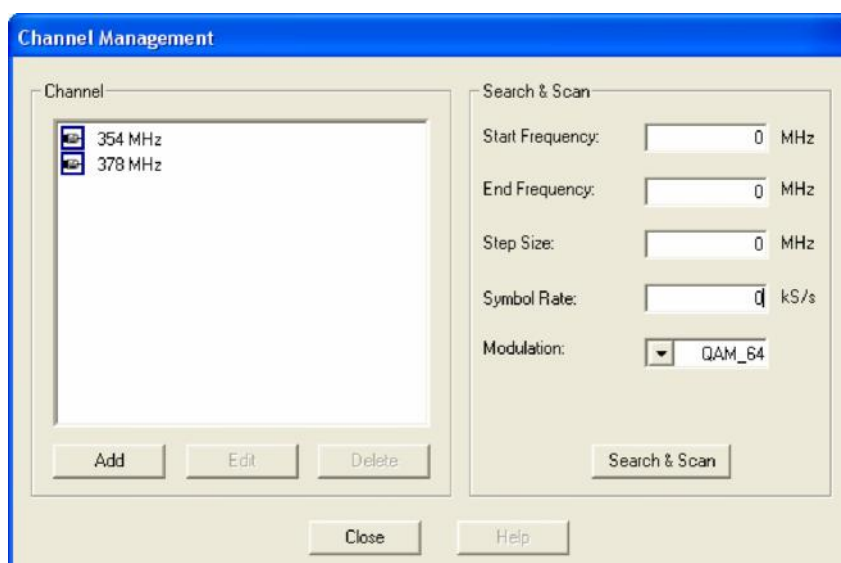 Channel Management
Channel
354 MHz
378 MHz
Add
Edit
Delete
Search & Scan
Start Frequency: 0 MHz
End Frequency: 0 MHz
Step Size: 0 MHz
Symbol Rate: 0 kS/s
Modulation: QAM_64
Search & Scan
Close
Help